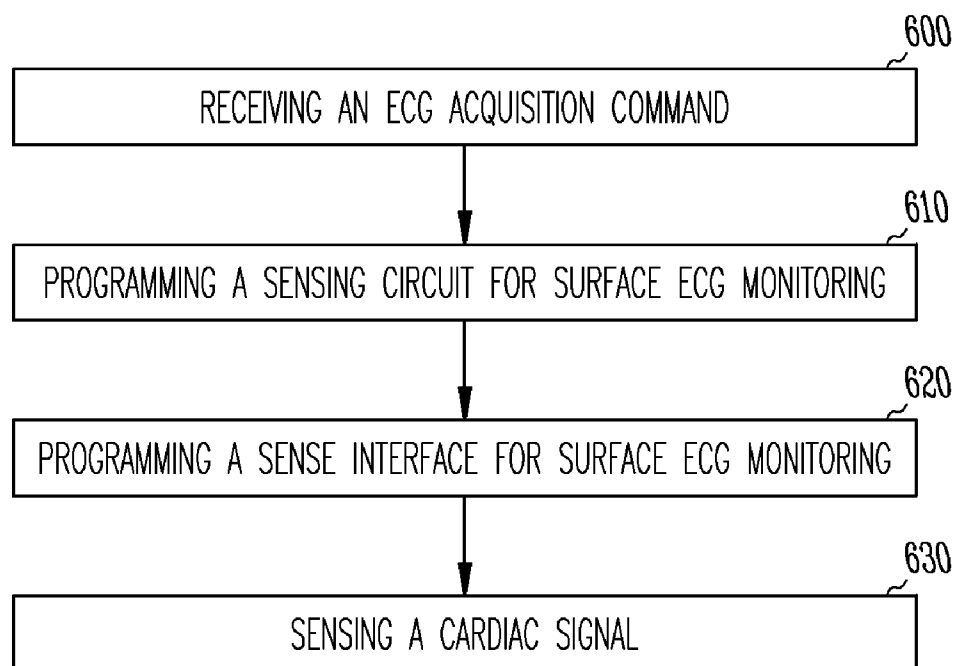 600
RECEIVING AN ECG ACQUISITION COMMAND
610
PROGRAMMING A SENSING CIRCUIT FOR SURFACE ECG MONITORING
620
PROGRAMMING A SENSE INTERFACE FOR SURFACE ECG MONITORING
630
SENSING A CARDIAC SIGNAL